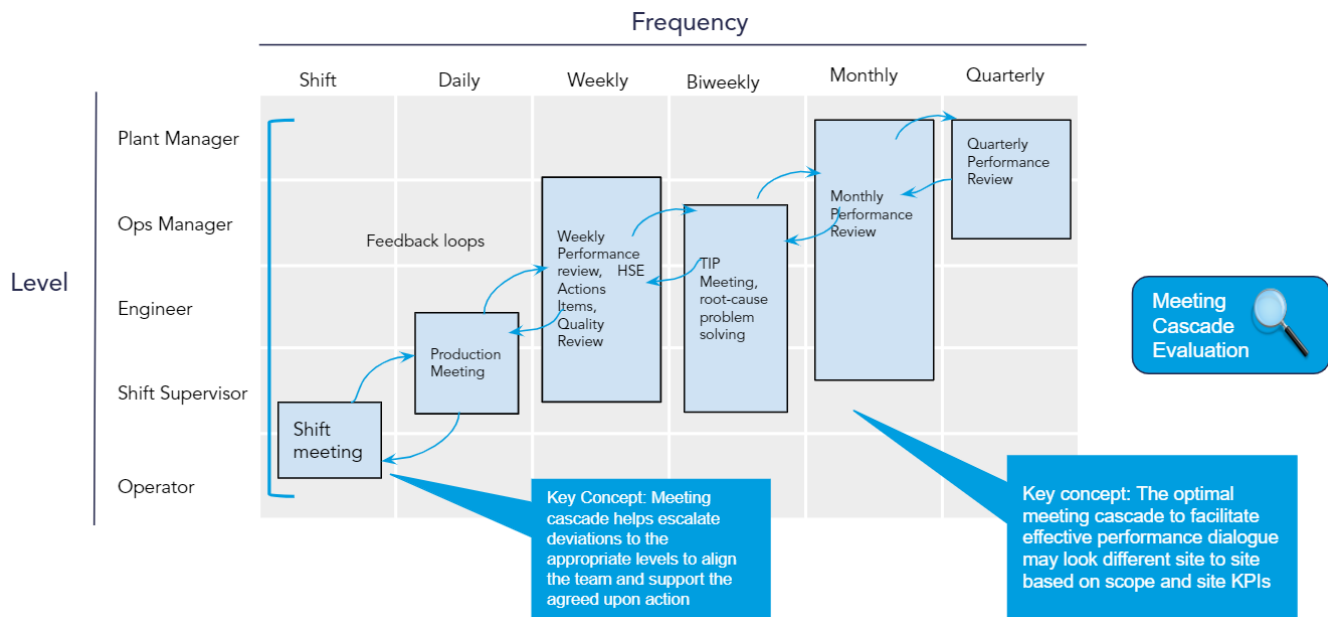 Frequency
Shift
Daily
Weekly
Biweekly
Monthly
Quarterly
Level
Plant Manager
Ops Manager
Engineer
Shift Supervisor
Operator
Feedback loops
Shift
meeting
Production
Meeting
Weekly
Performance
review, HSE
Actions
Items,
Quality
Review
TIP
Meeting,
root-cause
problem
solving
Monthly
Performance
Review
Quarterly
Performance
Review
Meeting
Cascade
Evaluation
Key Concept: Meeting
cascade helps escalate
deviations to the
appropriate levels to align
the team and support the
agreed upon action
Key concept: The optimal
meeting cascade to facilitate
effective performance dialogue
may look different site to site
based on scope and site KPIs